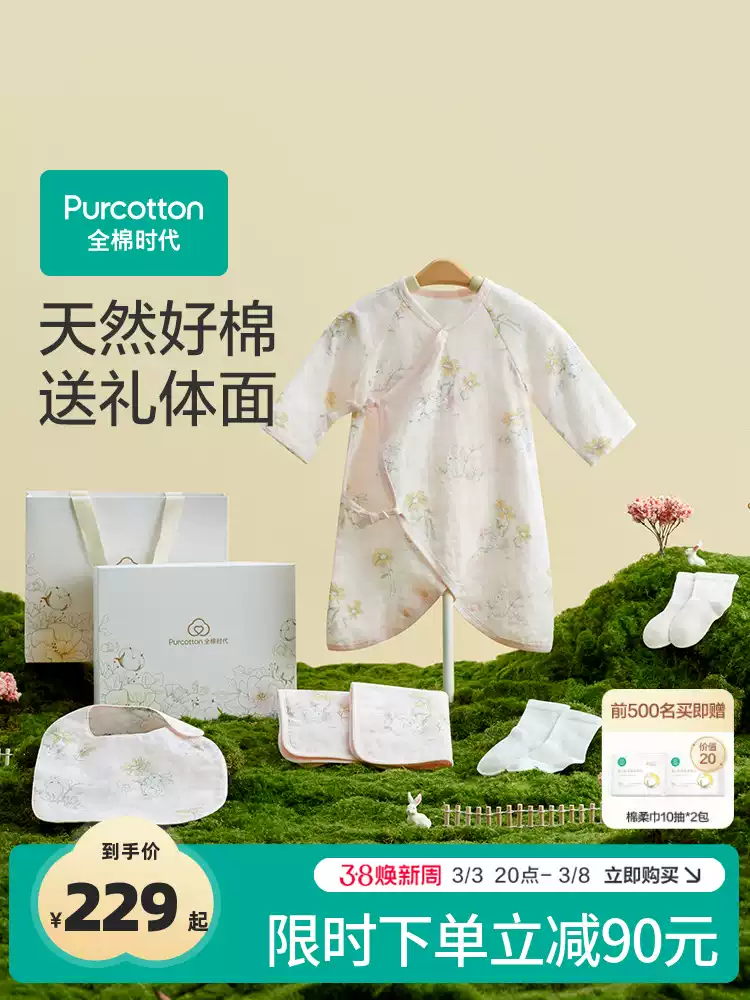 Purcotton
全棉时代
天然好棉
送礼体面
Purcotton 全棉时代
前500名买即赠
价值
20
棉柔巾10抽*2包
到手价
¥229起
3.8焕新周 3/3 20点- 3/8 立即购买
限时下单立减90元